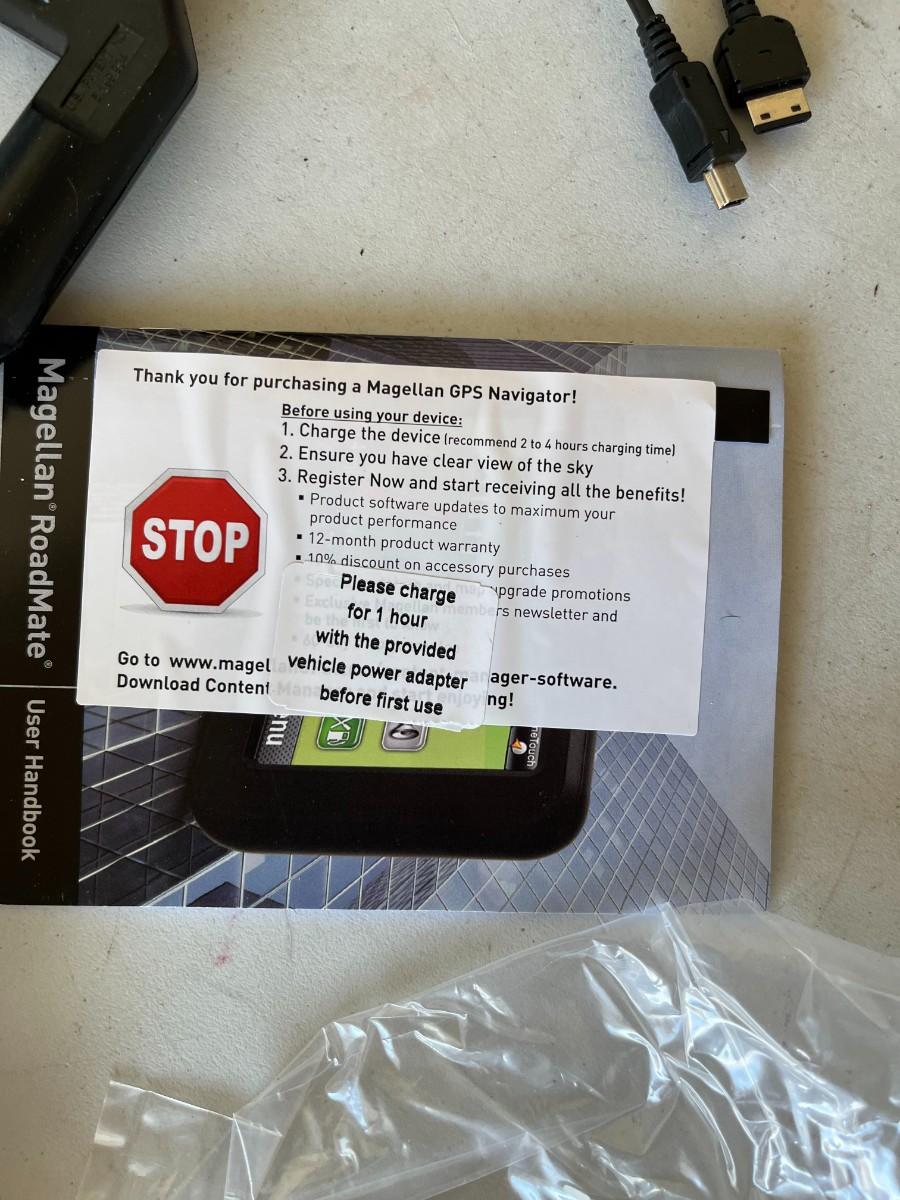 Magellan® RoadMate®
User Handbook
Thank you for purchasing a Magellan GPS Navigator!
Before using your device:
1. Charge the device (recommend 2 to 4 hours charging time)
2. Ensure you have clear view of the sky
3. Register Now and start receiving all the benefits!
▪ Product software updates to maximum your
product performance
▪ 12-month product warranty
▪ 10% discount on accessory purchases
upgrade promotions
newsletter and
STOP
Go to www.magel
ager-software.
Download Content
ng!
Please charge
for 1 hour
with the provided
vehicle power adapter
before first use
nu
neTouch